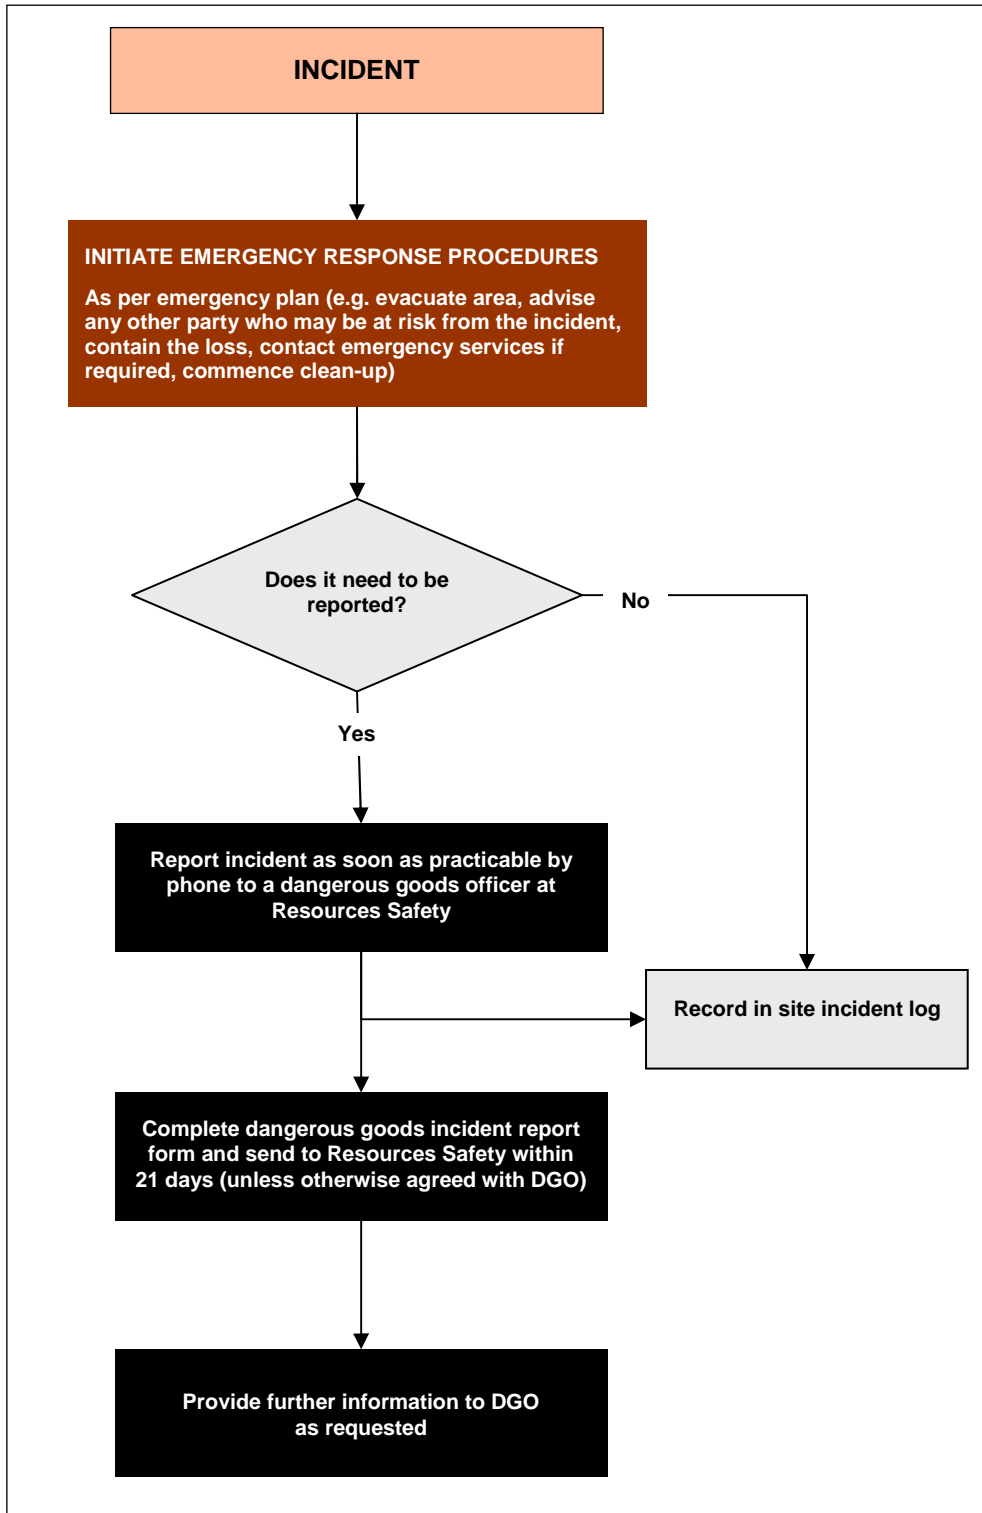 INCIDENT
INITIATE EMERGENCY RESPONSE PROCEDURES
As per emergency plan (e.g. evacuate area, advise
any other party who may be at risk from the incident,
contain the loss, contact emergency services if
required, commence clean-up)
Does it need to be
reported?
No
Yes
Report incident as soon as practicable by
phone to a dangerous goods officer at
Resources Safety
Record in site incident log
Complete dangerous goods incident report
form and send to Resources Safety within
21 days (unless otherwise agreed with DGO)
Provide further information to DGO
as requested